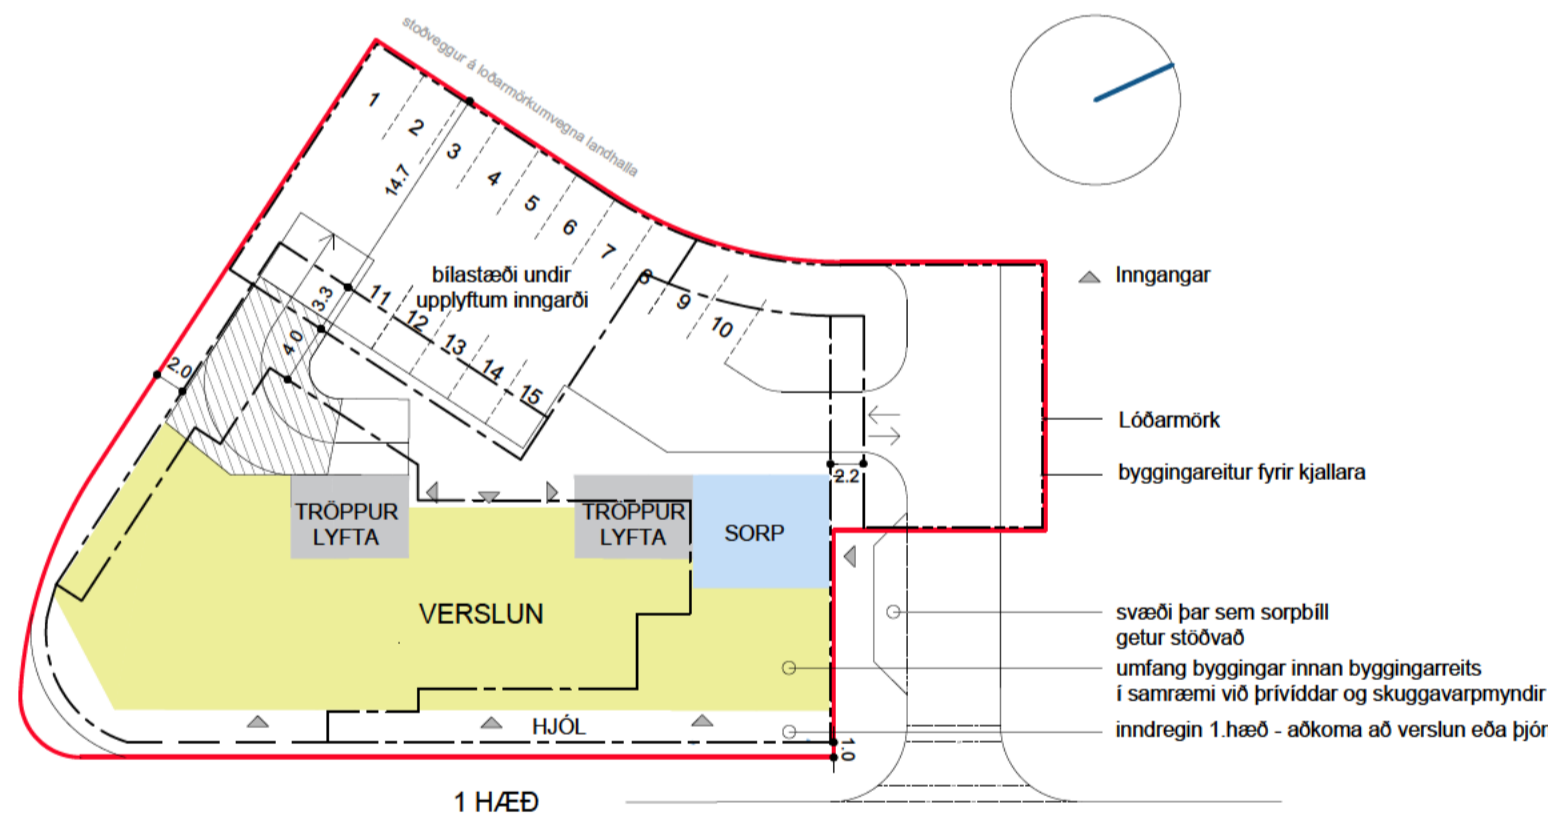 stoðveggur á loðarmörkumvegna landhalla
1
2
3
4
5
6
7
8
9
10
14.7
bílastæði undir
upplyftum inngarði
11
12
13
14
15
3.3
4.0
2.0
Inngangar
Lóðarmörk
byggingareitur fyrir kjallara
2.2
TRÖPPUR
LYFTA
TRÖPPUR
LYFTA
SORP
VERSLUN
svæði þar sem sorpbíll
getur stöðvað
umfang byggingar innan byggingarreits
í samræmi við þrívíddar og skuggavarpmyndir
HJÓL
inndregin 1.hæð - aðkoma að verslun eða þjór
1.0
1 HÆÐ